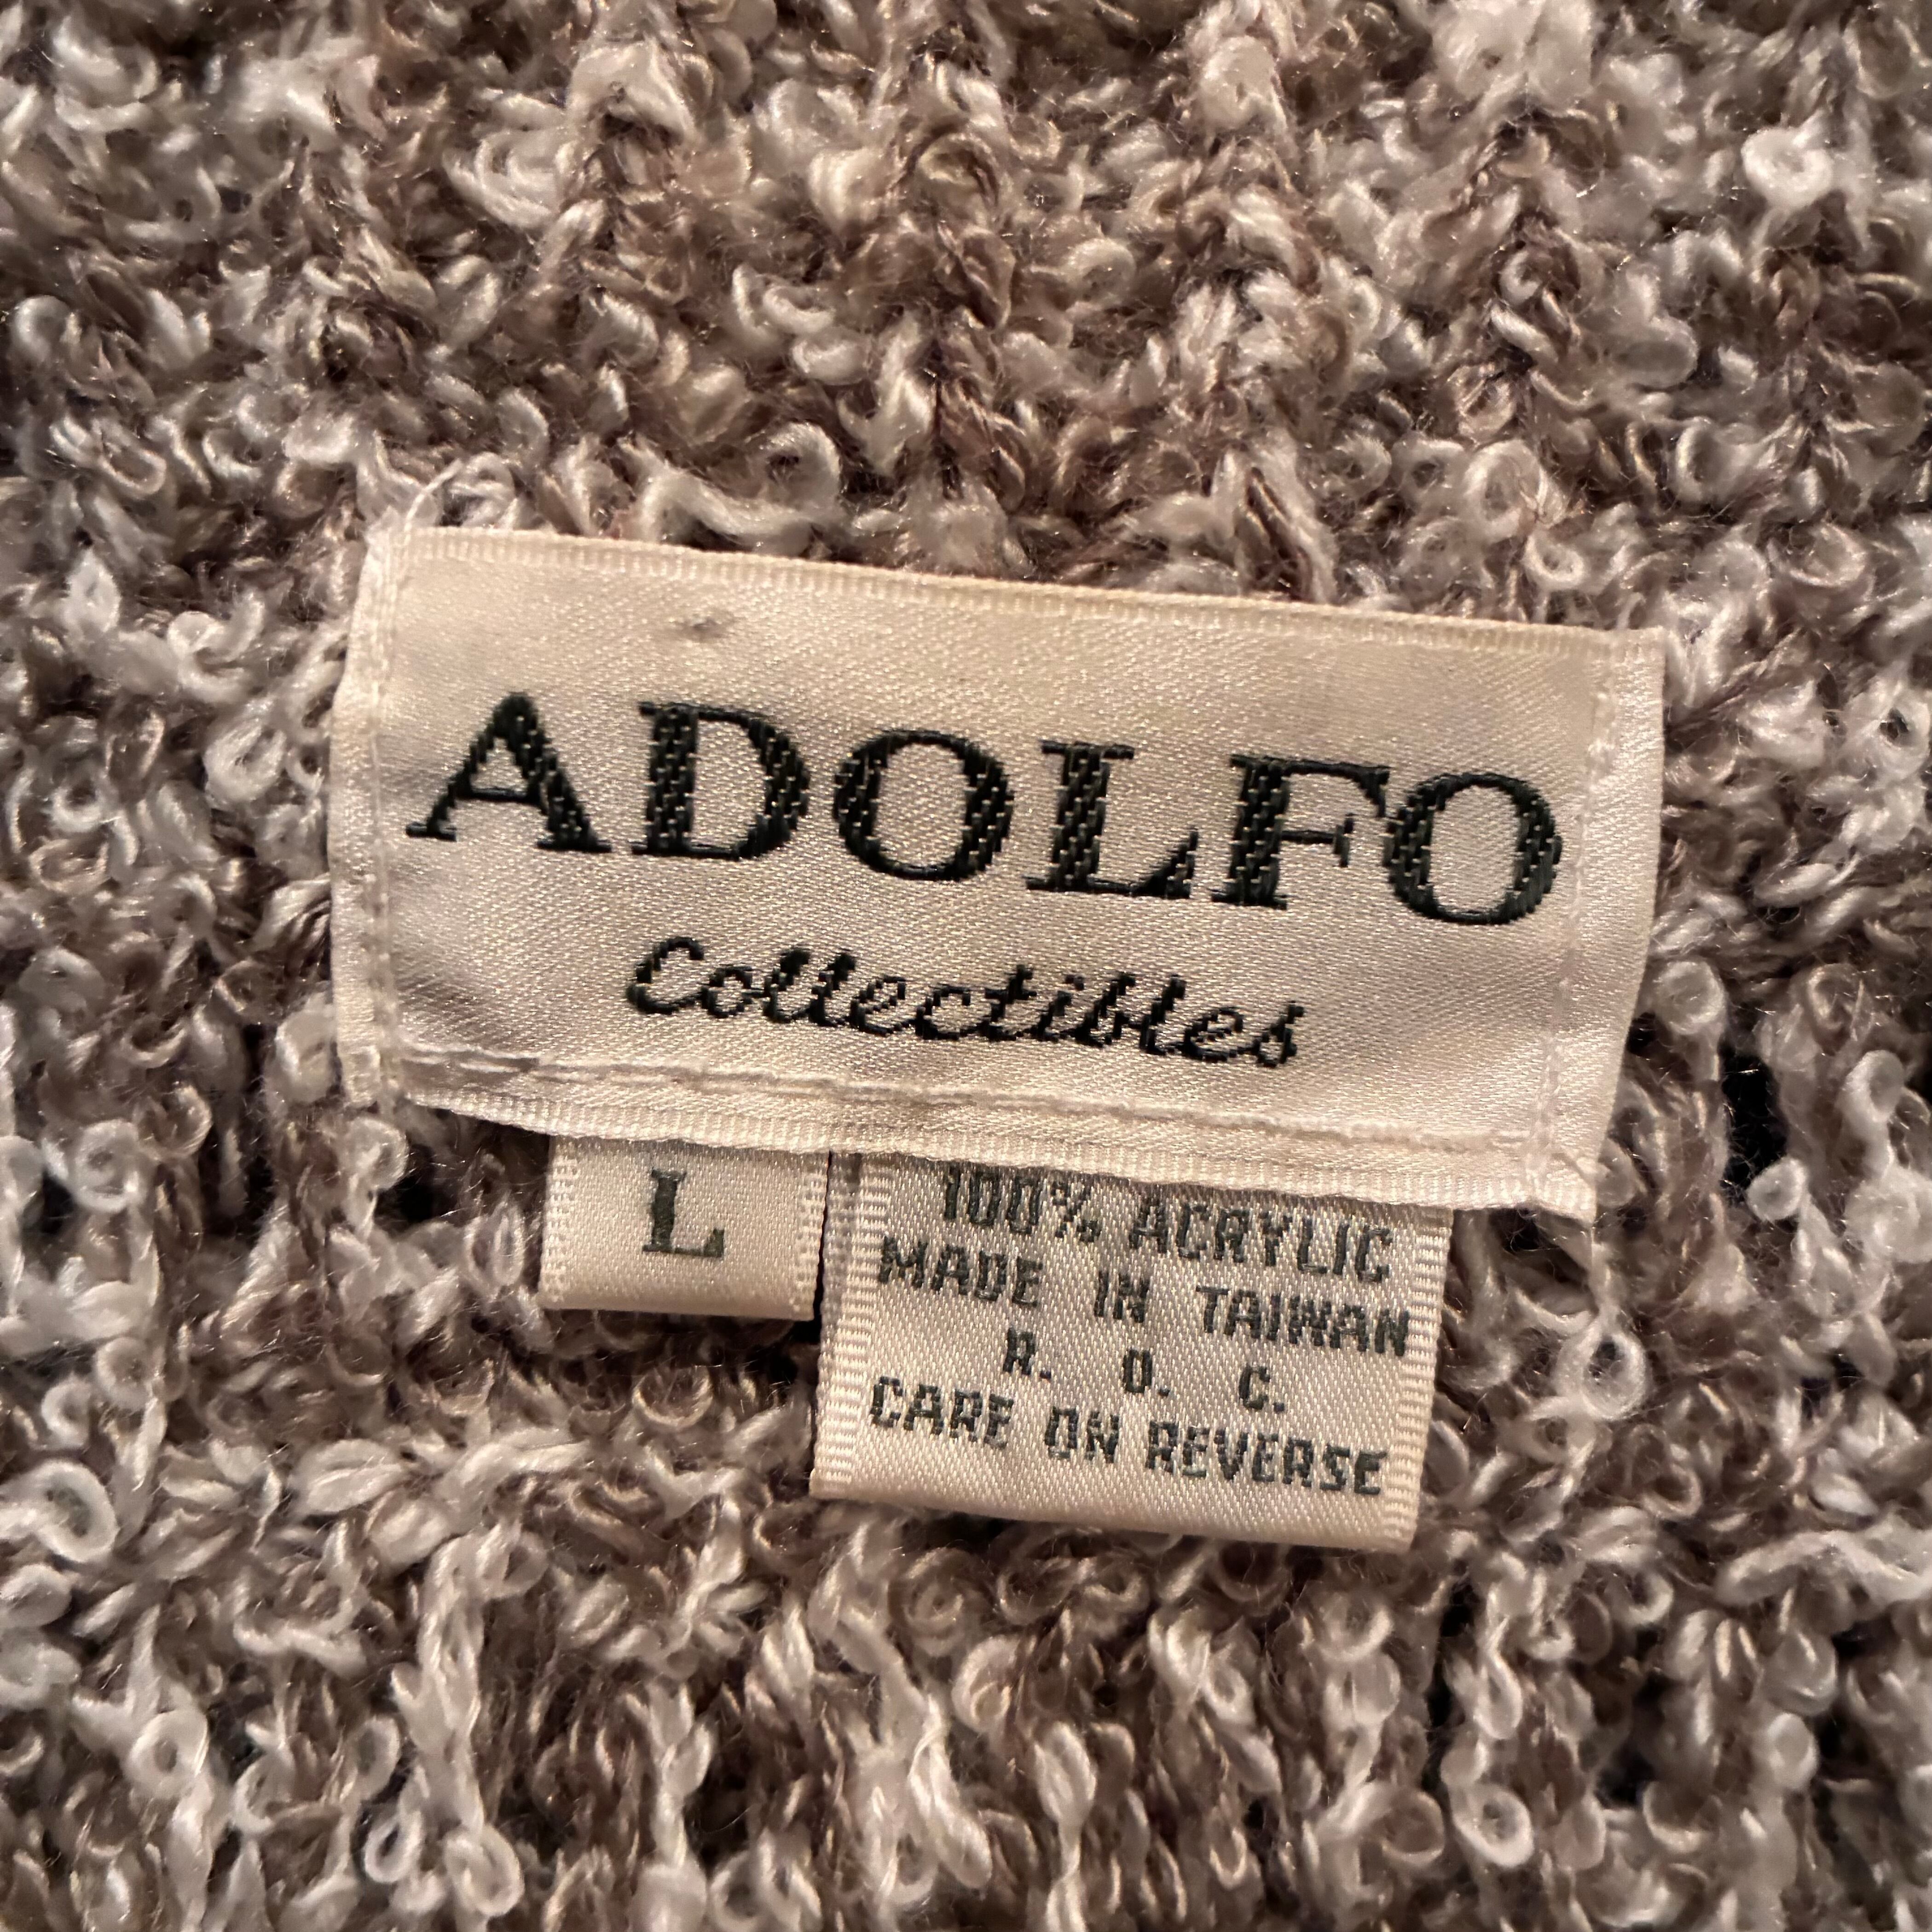 ADOLFO
Collectibles
L
100% ACRYLIC
MADE IN TAIWAN
R. O. C.
CARE ON REVERSE